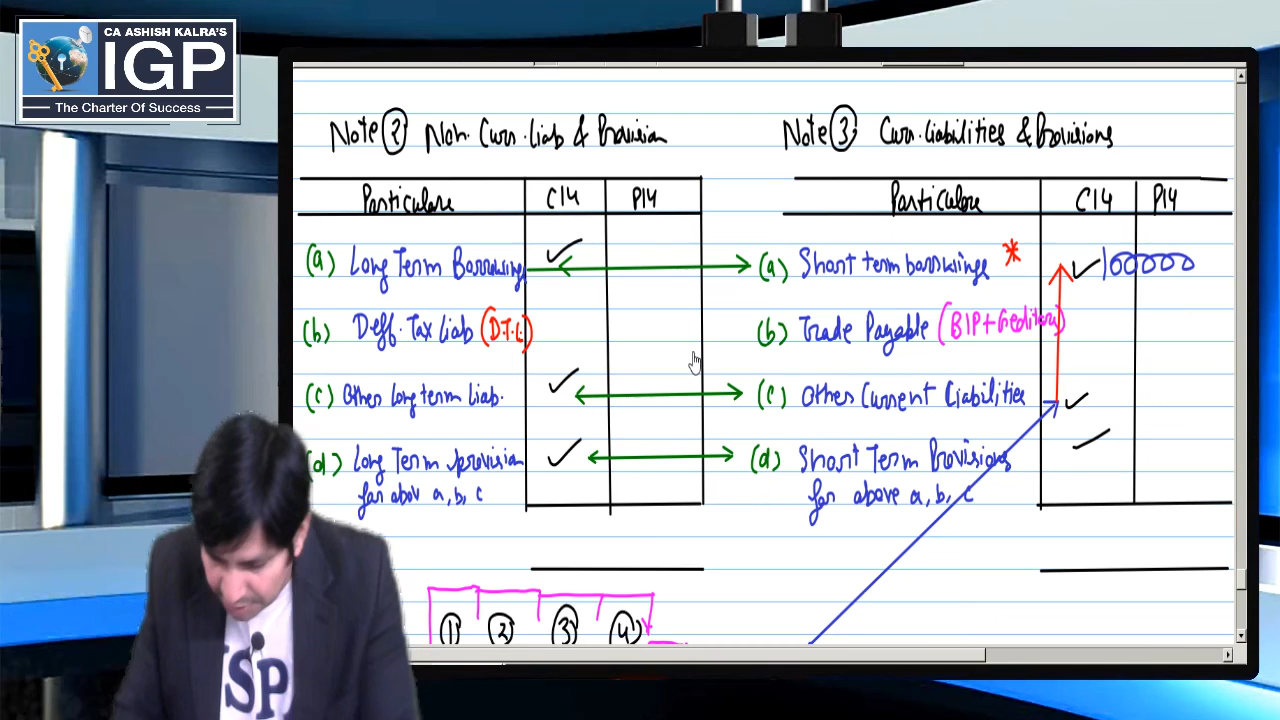 CA ASHISH KALRA'S
IGP
The Charter Of Success
Note ② Non. Curr. Liab & Provision
Particulars C14 P14
(a) Long Term Borrowings ✓
(b) Deff. Tax Liab (D.T.L)
(c) Other long term Liab. ✓
(d) Long Term provision ✓
for above a, b, c
Note ③: Curr. Liabilities & Provisions
Particulars C14 P14
(a) Short term borrowings * ✓ 100000
(b) Trade Payable (B/P + Creditors)
(c) Other Current Liabilities ✓
(d) Short Term Provisions ✓
for above a, b, c
① ② ③ ④
SP